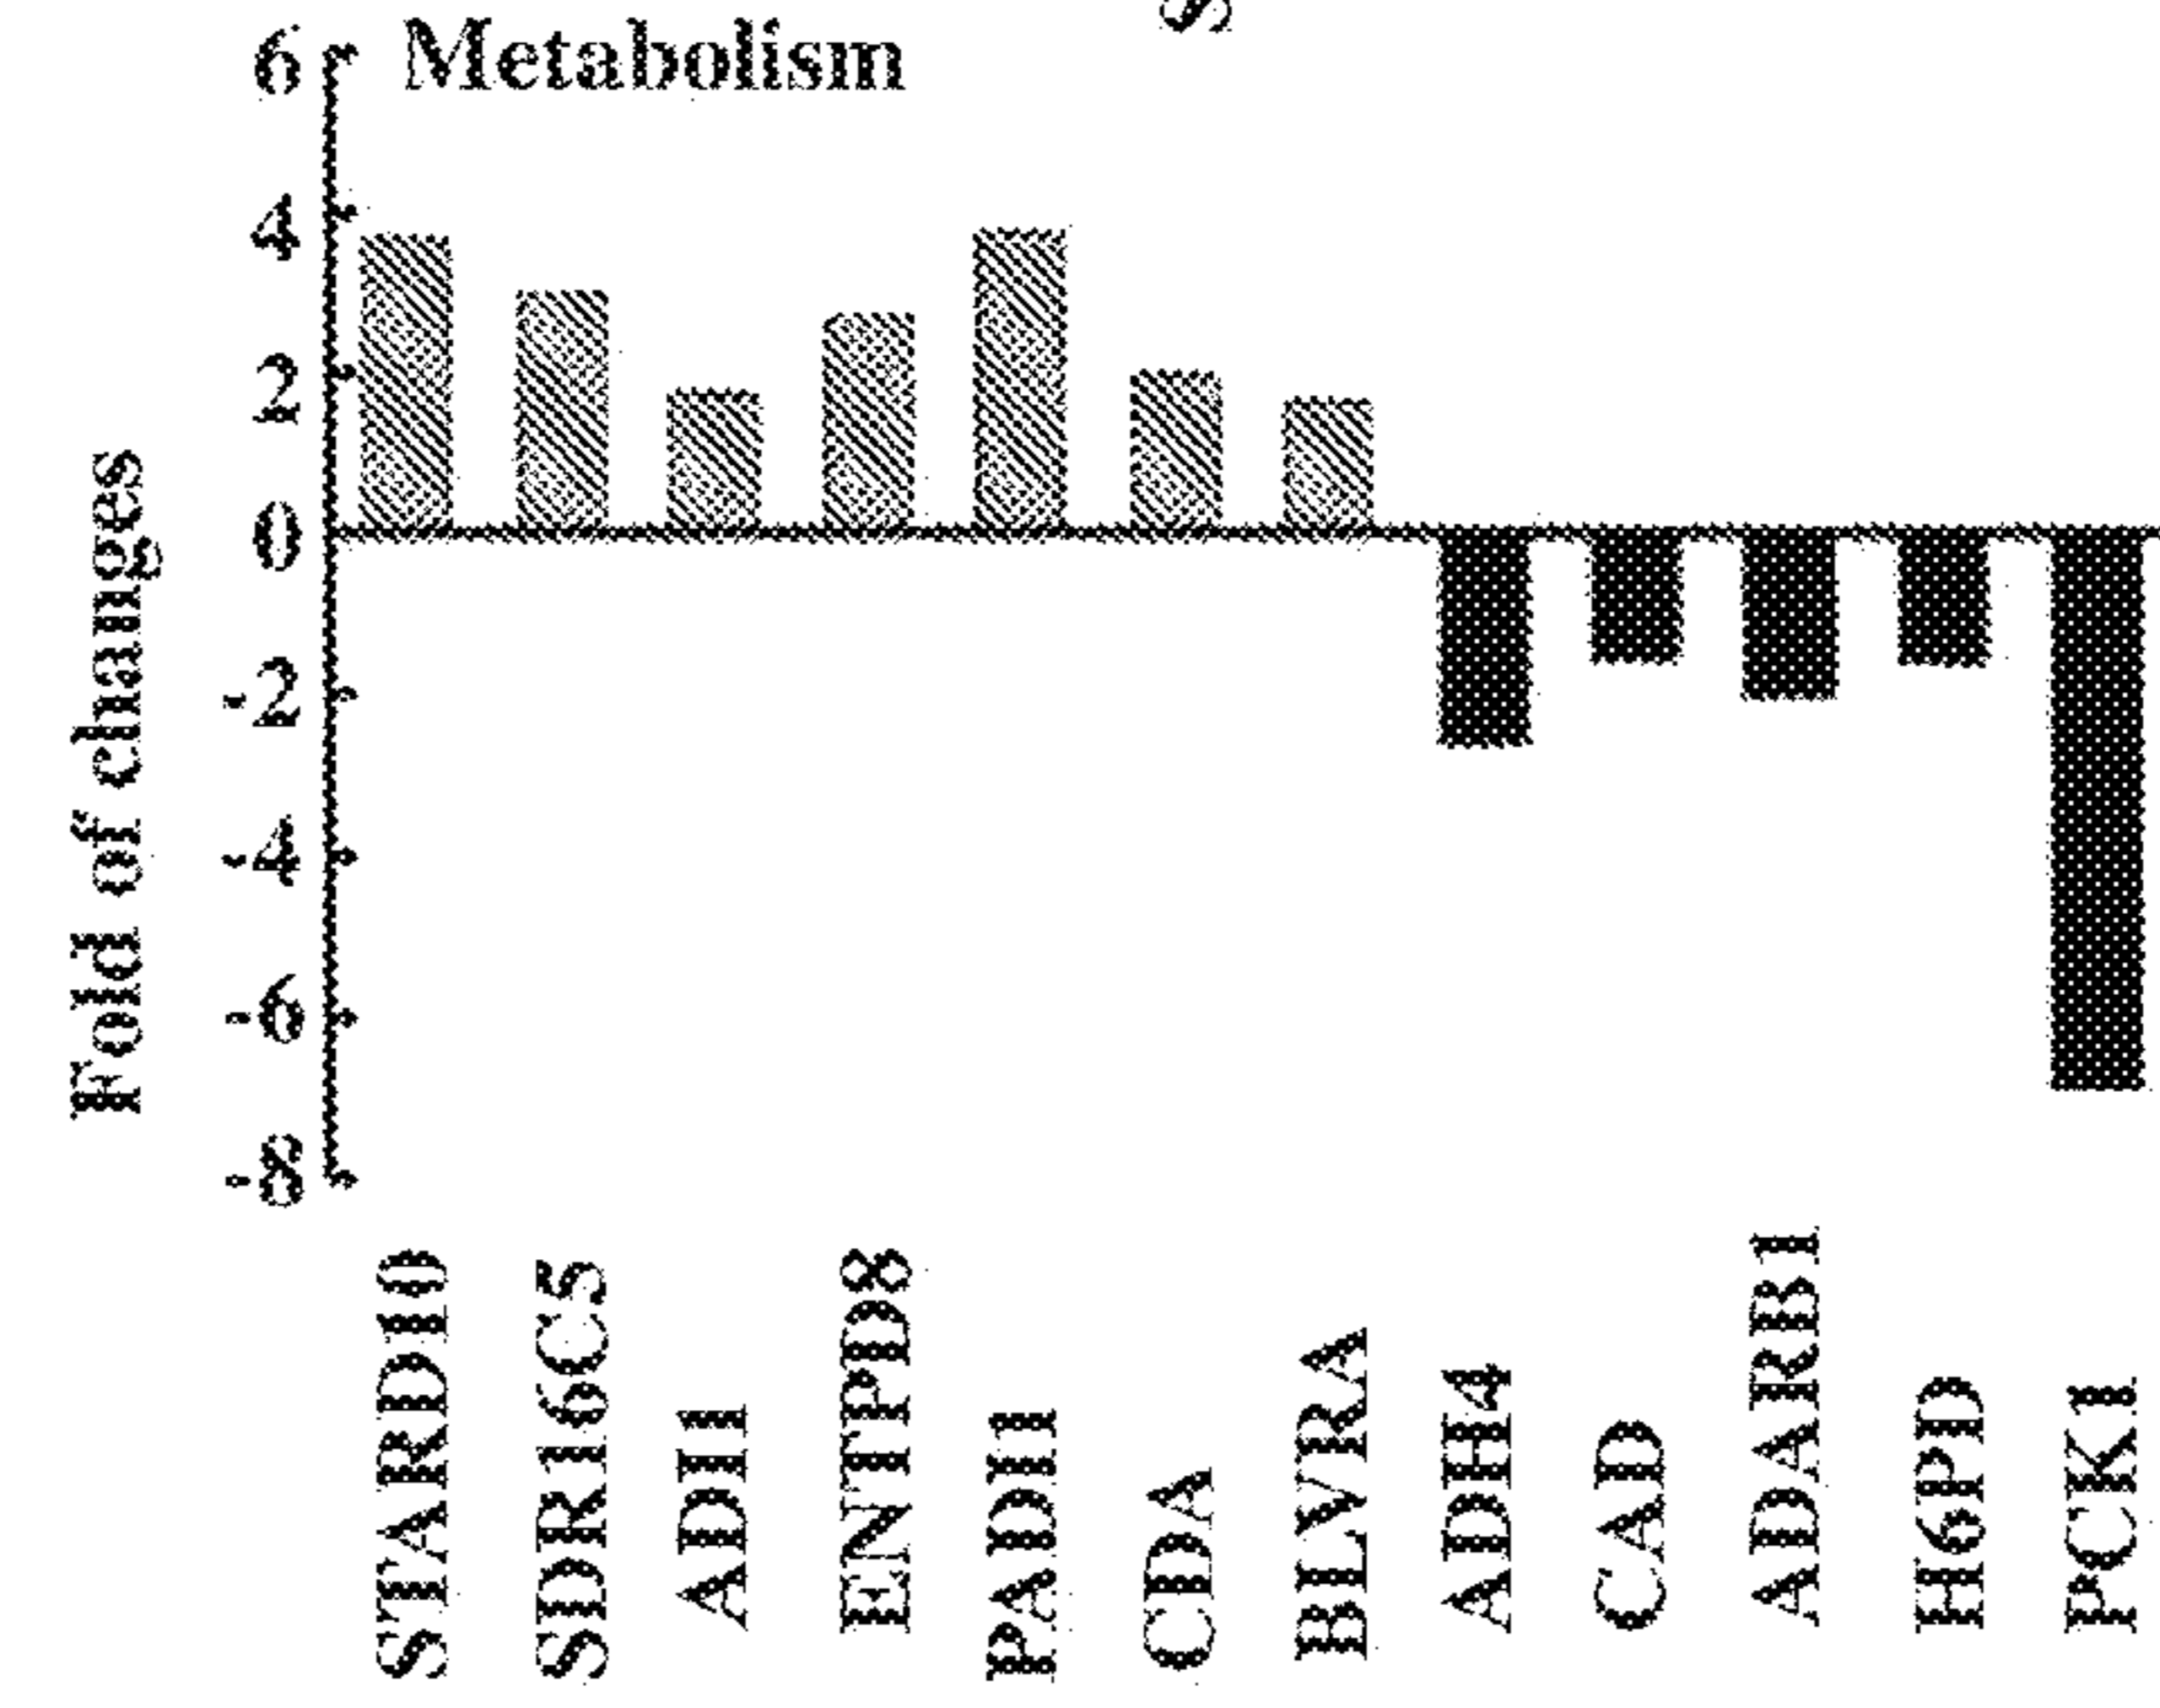 Metabolism
6
4
2
0
-2
-4
-6
-8
Fold of changes
STARD10
SDR16C5
ADI1
ENTPD8
PADI1
CDA
BLVRA
ADH4
CAD
ADARB1
H6PD
PCK1